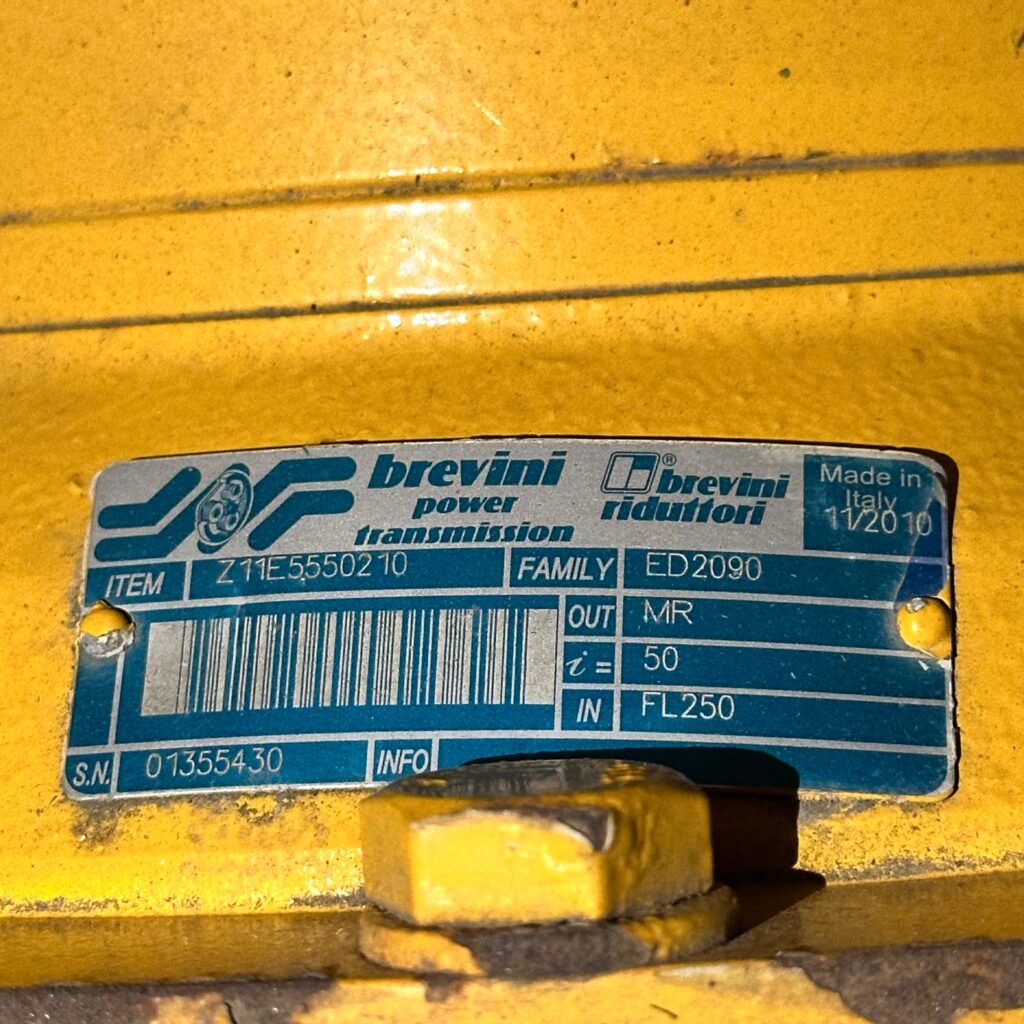 brevini
power
transmission
® brevini
riduttori
Made in
Italy
11/2010
ITEM Z11E5550210 FAMILY ED2090
OUT MR
i = 50
IN FL250
S.N. 01355430 INFO